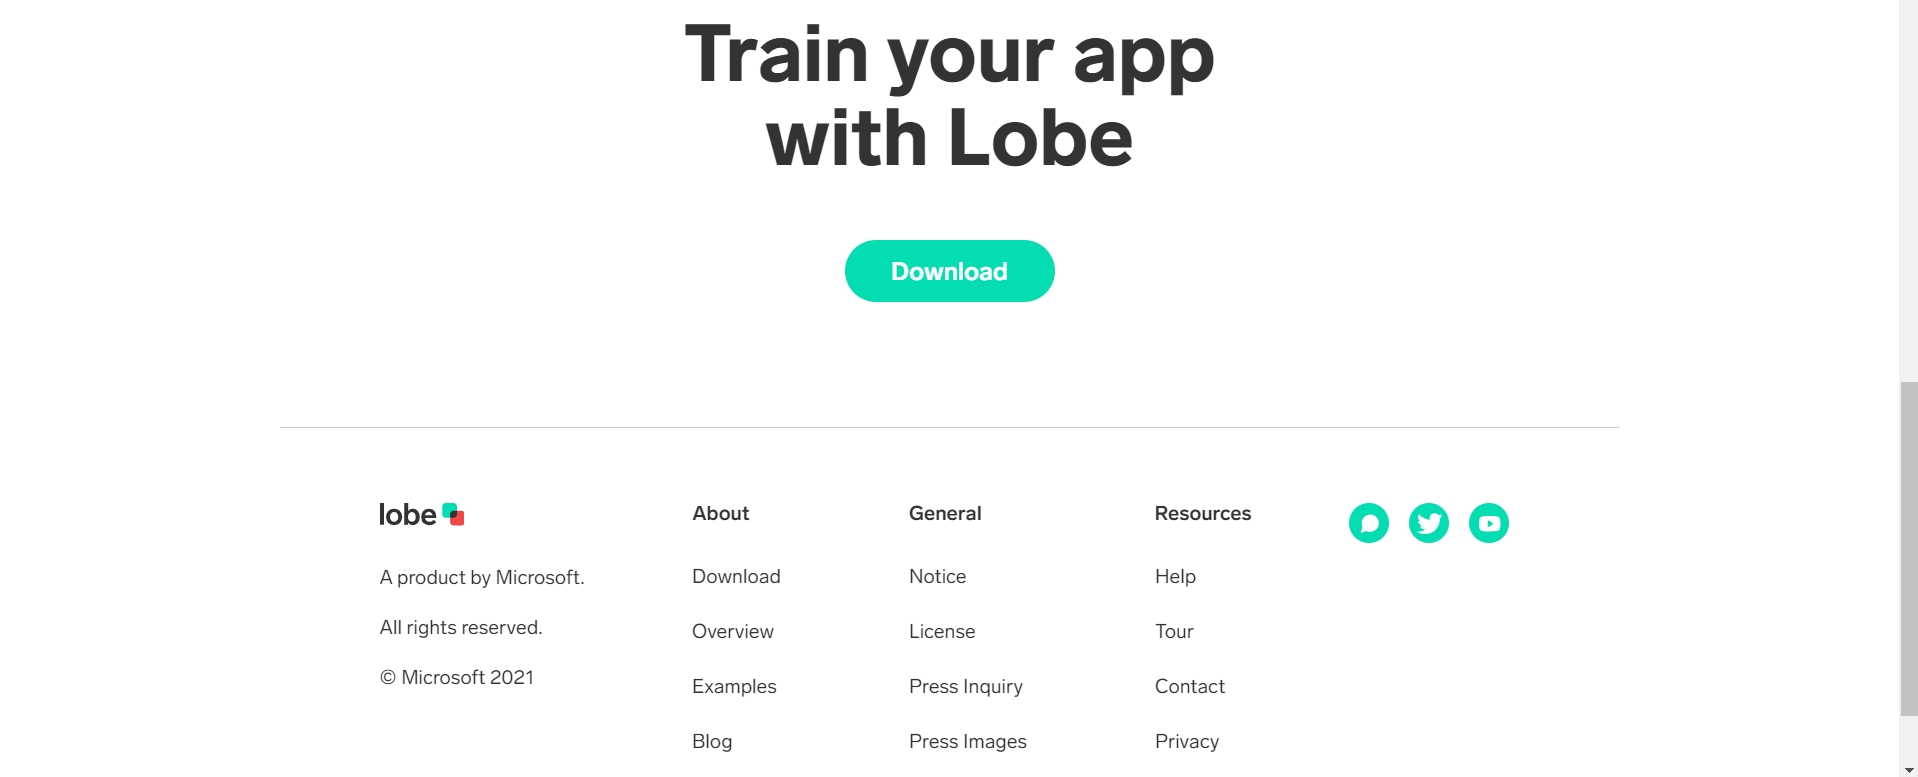 Train your app
with Lobe
Download
lobe
A product by Microsoft.
All rights reserved.
© Microsoft 2021
About
Download
Overview
Examples
Blog
General
Notice
License
Press Inquiry
Press Images
Resources
Help
Tour
Contact
Privacy